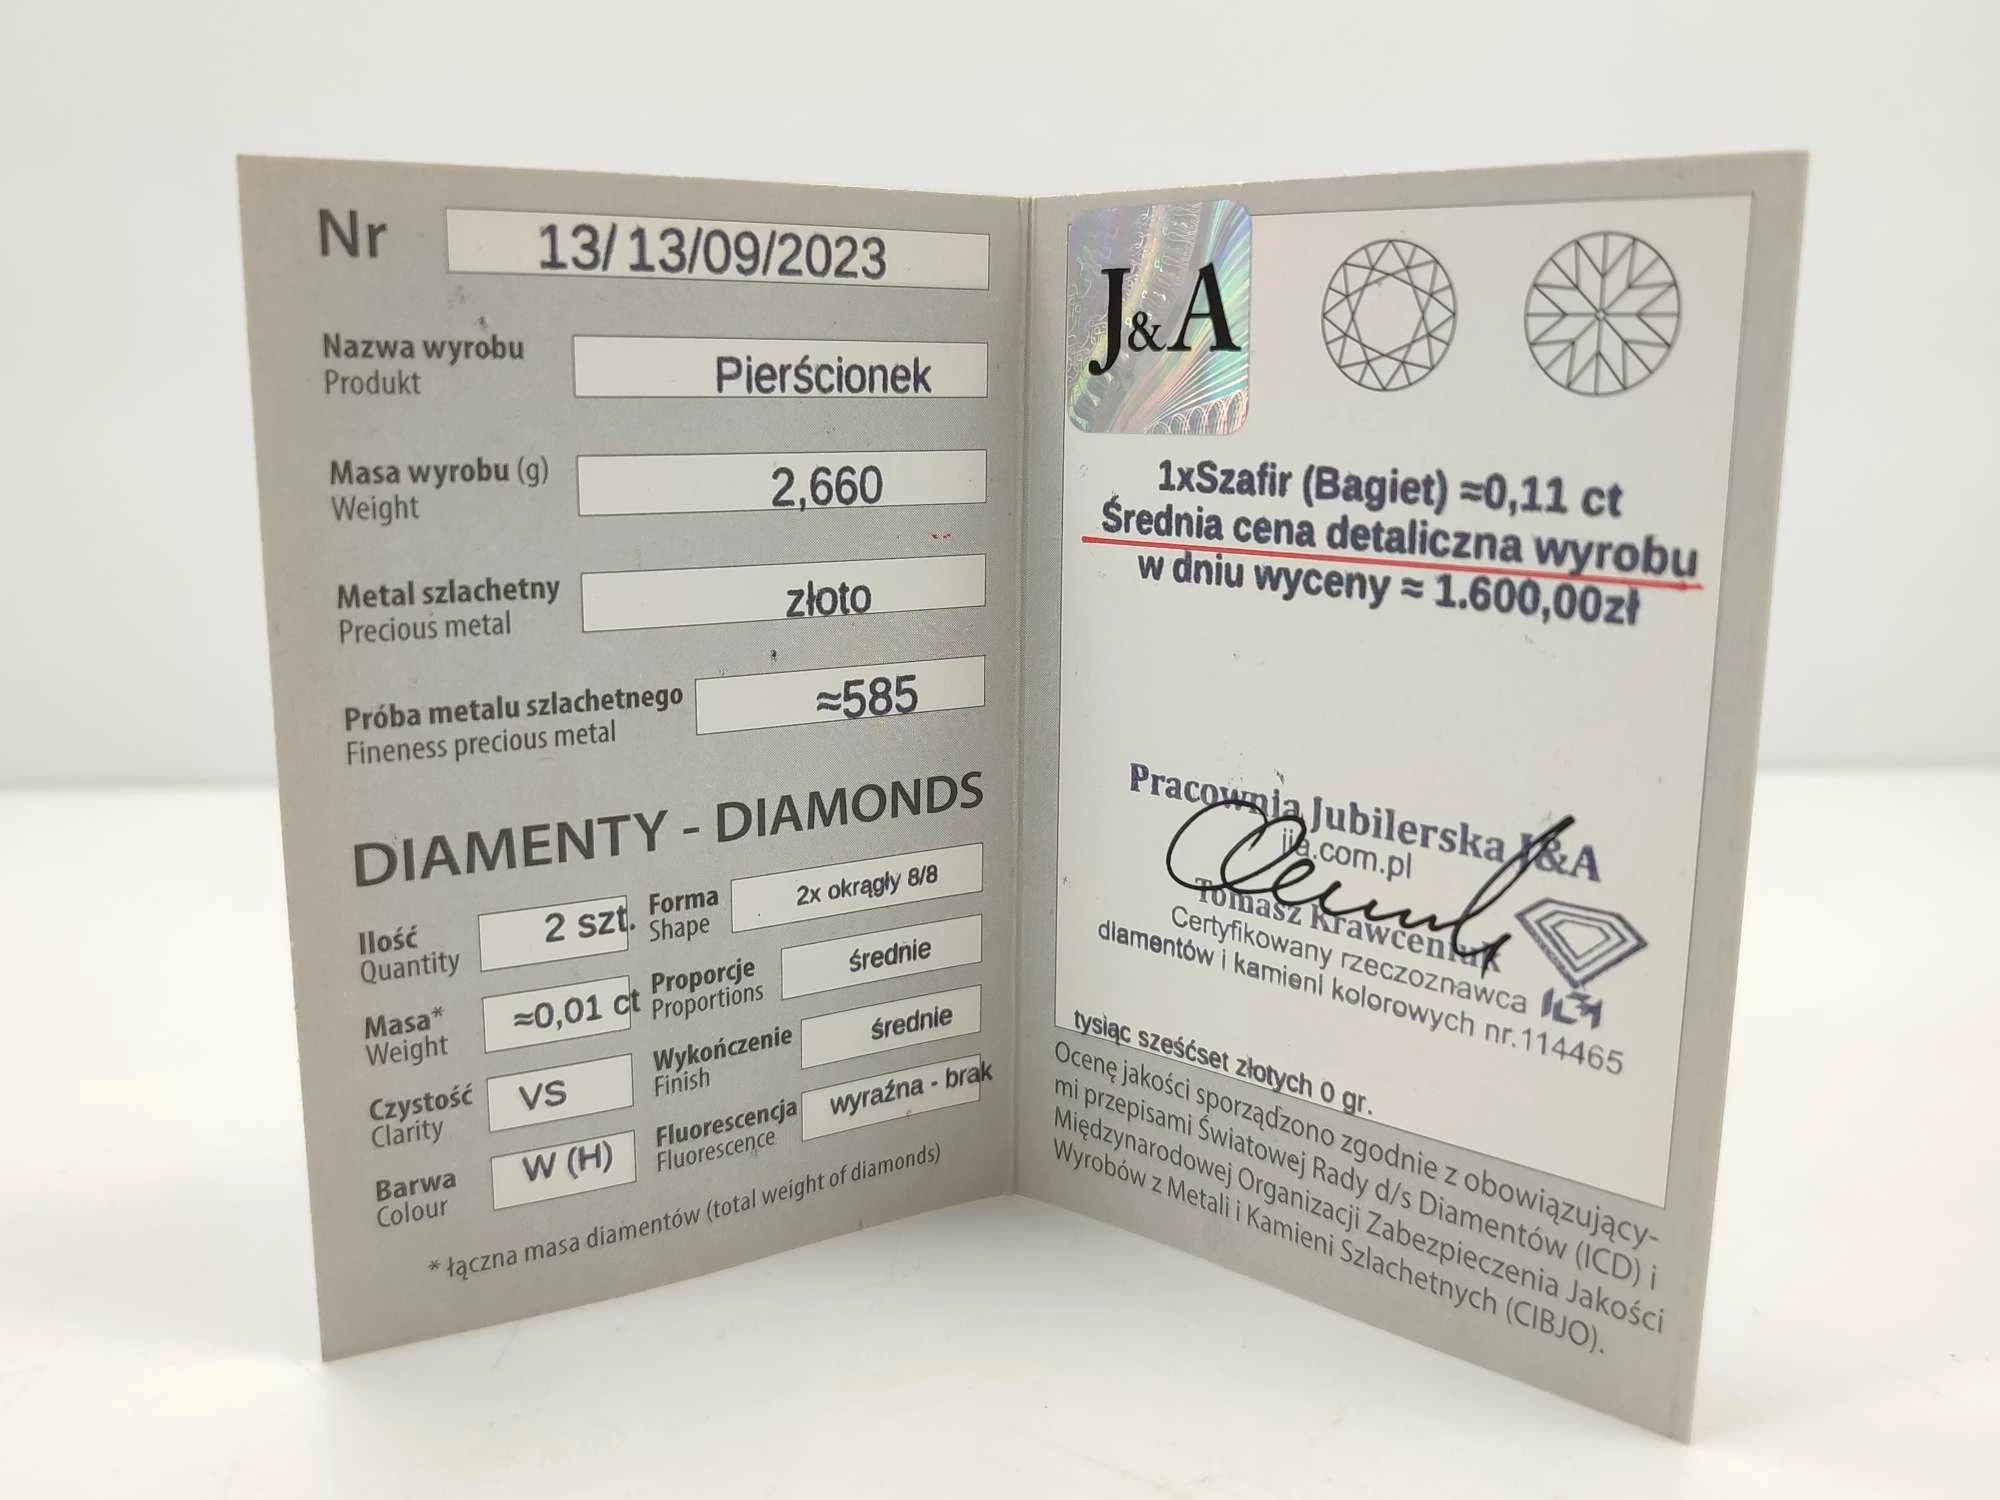 Nr 13/ 13/09/2023
Nazwa wyrobu Pierścionek
Produkt
Masa wyrobu (g) 2,660
Weight
Metal szlachetny złoto
Precious metal
Próba metalu szlachetnego ≈585
Fineness precious metal
DIAMENTY - DIAMONDS
Ilość 2 szt. Forma 2x okrągły 8/8
Quantity Shape
Masa* ≈0,01 ct Proporcje średnie
Weight Proportions
Czystość VS Wykończenie średnie
Clarity Finish
Barwa W (H) Fluorescencja wyraźna - brak
Colour Fluorescence
* łączna masa diamentów (total weight of diamonds)
J&A
1xSzafir (Bagiet) ≈0,11 ct
Średnia cena detaliczna wyrobu
w dniu wyceny ≈ 1.600,00zł
Pracownia Jubilerska J&A
jja.com.pl
Tomasz Krawceniuk
Certyfikowany rzeczoznawca
diamentów i kamieni kolorowych nr.114465
tysiąc sześćset złotych 0 gr.
Ocenę jakości sporządzono zgodnie z obowiązujący-
mi przepisami Światowej Rady d/s Diamentów (ICD) i
Międzynarodowej Organizacji Zabezpieczenia Jakości
Wyrobów z Metali i Kamieni Szlachetnych (CIBJO).